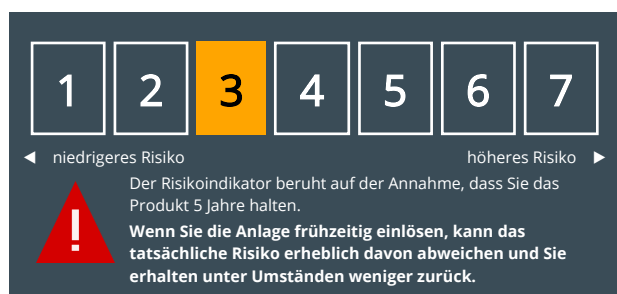 1 2 3 4 5 6 7
◄ niedrigeres Risiko höheres Risiko ►
Der Risikoindikator beruht auf der Annahme, dass Sie das
Produkt 5 Jahre halten.
! Wenn Sie die Anlage frühzeitig einlösen, kann das
tatsächliche Risiko erheblich davon abweichen und Sie
erhalten unter Umständen weniger zurück.